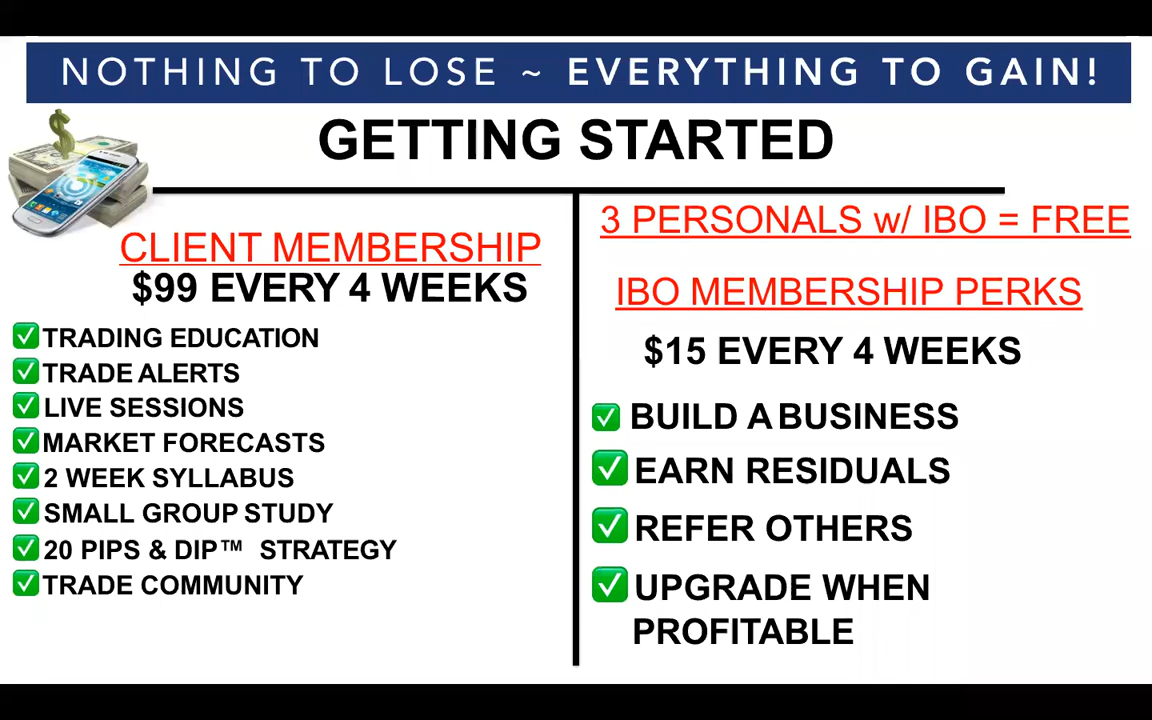 NOTHING TO LOSE ~ EVERYTHING TO GAIN!
GETTING STARTED
CLIENT MEMBERSHIP
$99 EVERY 4 WEEKS
✅TRADING EDUCATION
✅TRADE ALERTS
✅LIVE SESSIONS
✅MARKET FORECASTS
✅2 WEEK SYLLABUS
✅SMALL GROUP STUDY
✅20 PIPS & DIP™ STRATEGY
✅TRADE COMMUNITY
3 PERSONALS w/ IBO = FREE
IBO MEMBERSHIP PERKS
$15 EVERY 4 WEEKS
✅BUILD A BUSINESS
✅EARN RESIDUALS
✅REFER OTHERS
✅UPGRADE WHEN
PROFITABLE